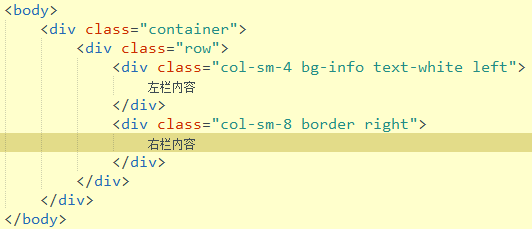 <body>
    <div class="container">
        <div class="row">
            <div class="col-sm-4 bg-info text-white left">
                左栏内容
            </div>
            <div class="col-sm-8 border right">
                右栏内容
            </div>
        </div>
    </div>
</body>